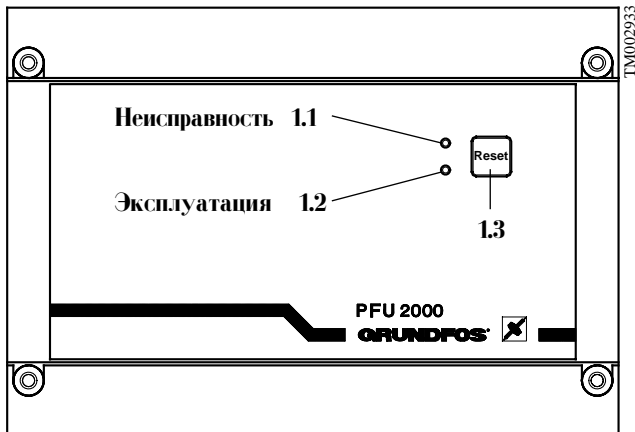 TM002933
Неисправность 1.1
Reset
Эксплуатация 1.2
1.3
PFU 2000
GRUNDFOS